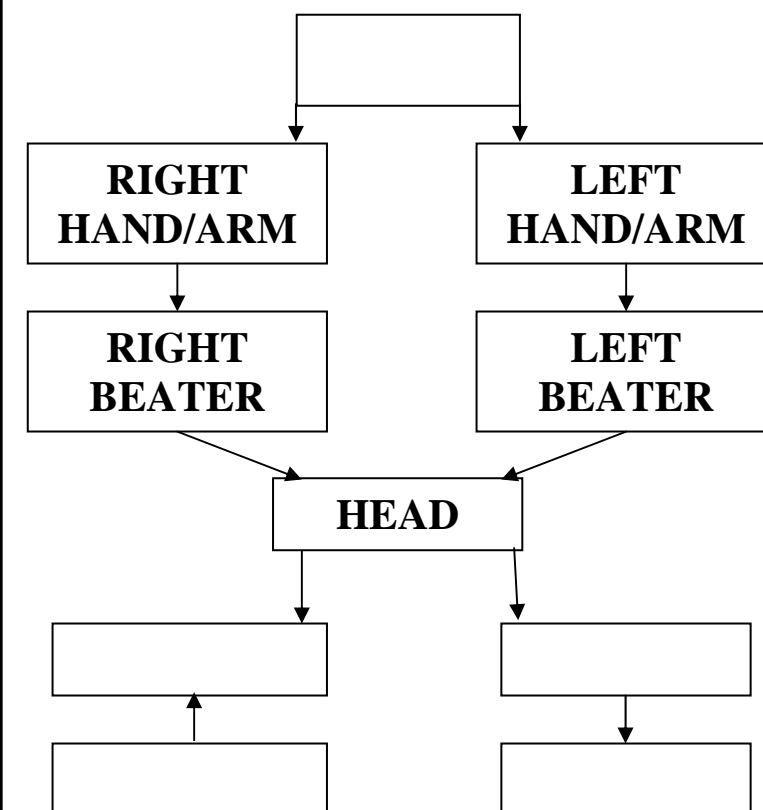 RIGHT
HAND/ARM
LEFT
HAND/ARM
RIGHT
BEATER
LEFT
BEATER
HEAD